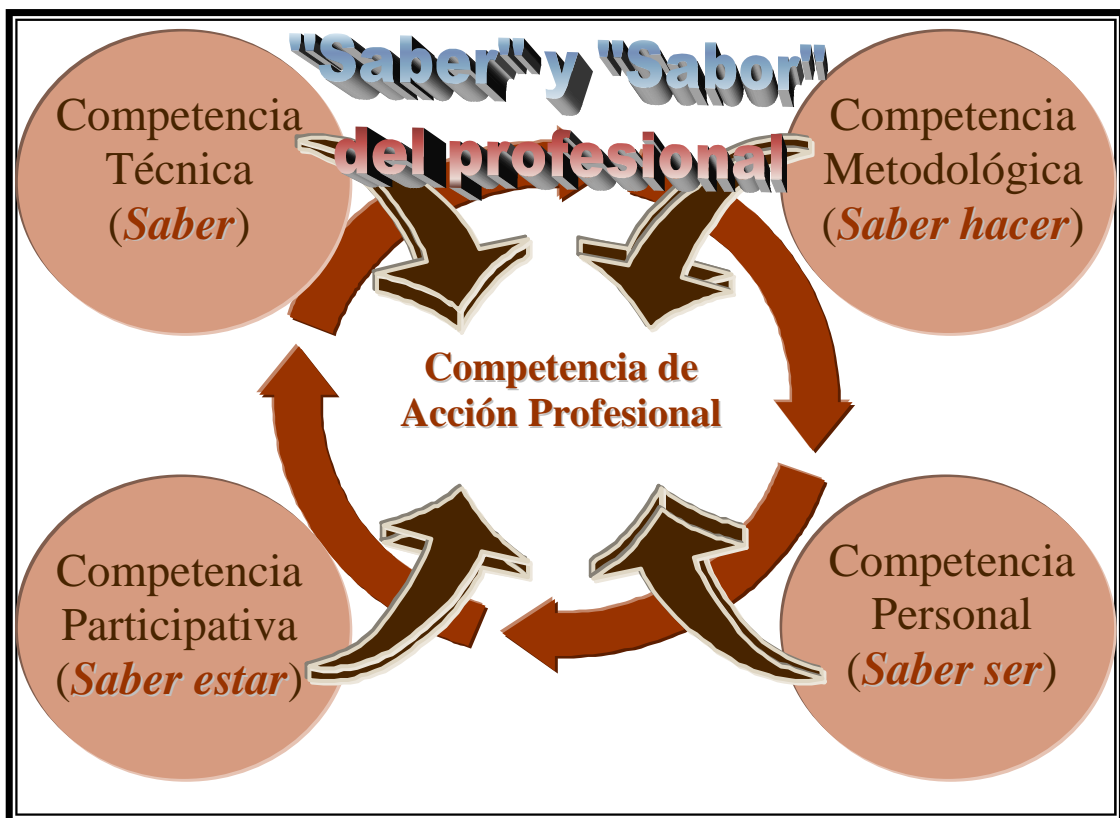 "Saber" y "Sabor"
del profesional
Competencia
Técnica
(Saber)
Competencia
Metodológica
(Saber hacer)
Competencia de
Acción Profesional
Competencia
Participativa
(Saber estar)
Competencia
Personal
(Saber ser)